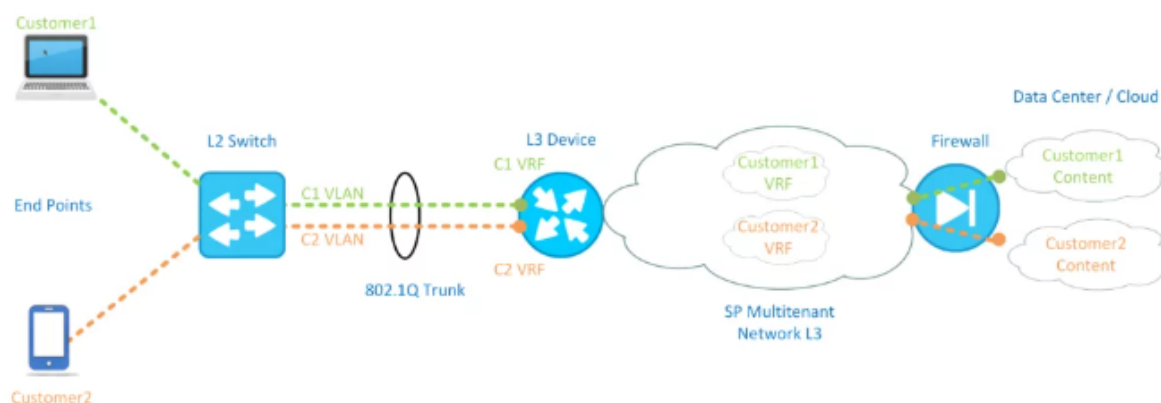 Customer1
L2 Switch
End Points
Customer2
C1 VLAN
C2 VLAN
802.1Q Trunk
L3 Device
C1 VRF
C2 VRF
Customer1
VRF
Customer2
VRF
SP Multitenant
Network L3
Firewall
Data Center / Cloud
Customer1
Content
Customer2
Content